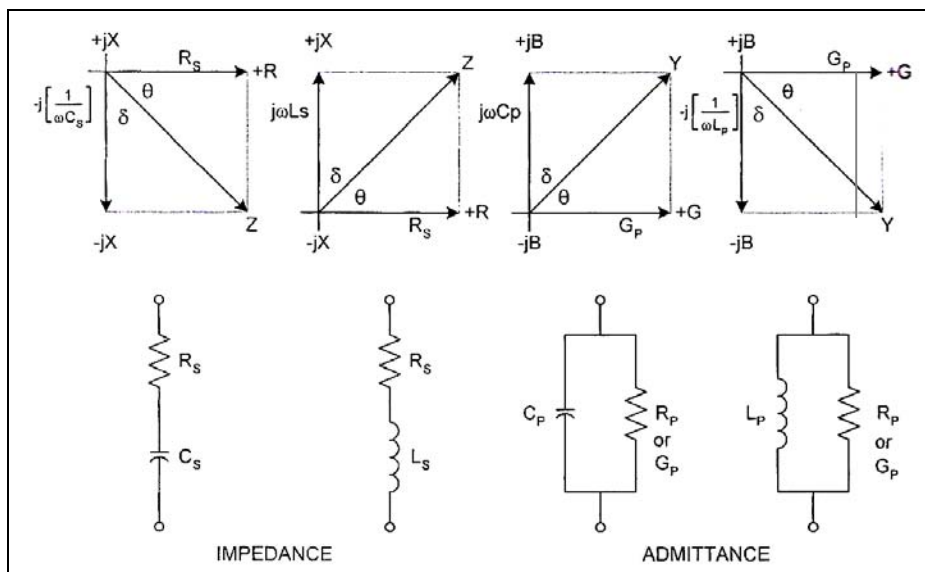 +jX
R_S
+R
-j[1/ωC_S]
θ
δ
Z
-jX
+jX
Z
jωLs
δ
θ
+R
-jX
R_S
+jB
Y
jωCp
δ
θ
+G
-jB
G_P
+jB
G_P
+G
-j[1/ωL_P]
θ
δ
-jB
Y
R_S
C_S
R_S
L_S
C_P
R_P
or
G_P
L_P
R_P
or
G_P
IMPEDANCE
ADMITTANCE